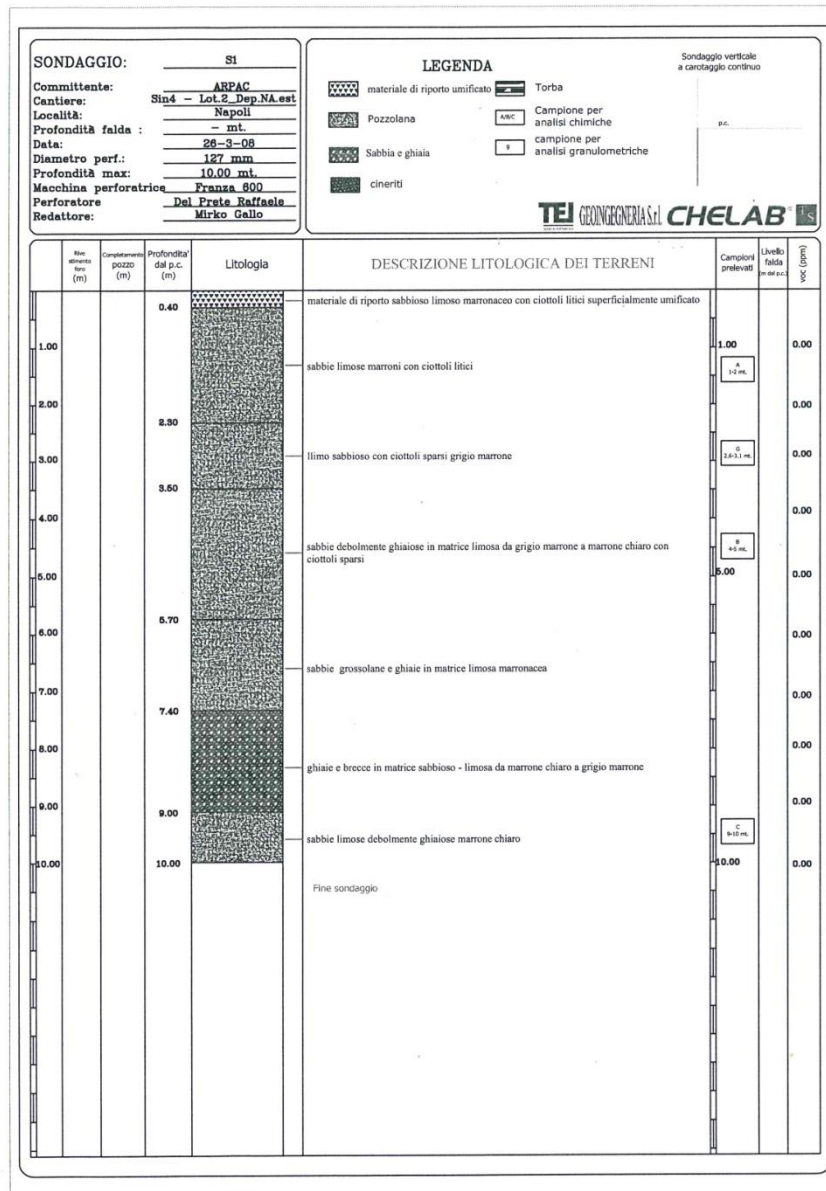 SONDAGGIO: S1
Committente: ARPAC
Cantiere: Sin4 - Lot.2_Dep.NA.est
Località: Napoli
Profondità falda : - mt.
Data: 26-3-08
Diametro perf.: 127 mm
Profondità max: 10.00 mt.
Macchina perforatrice Franza 600
Perforatore Del Prete Raffaele
Redattore: Mirko Gallo
LEGENDA
materiale di riporto umificato
Pozzolana
Sabbia e ghiaia
cineriti
Torba
A/B/C Campione per
analisi chimiche
campione per
analisi granulometriche
Sondaggio verticale
a carotaggio continuo
p.c.
TEI GEOINGEGNERIA S.r.l. CHELAB
Rive
stimento
foro
(m)
Completamento
pozzo
(m)
Profondita'
dal p.c.
(m)
Litologia
DESCRIZIONE LITOLOGICA DEI TERRENI
Campioni
prelevati
Livello
falda
(m dal p.c.)
voc (ppm)
materiale di riporto sabbioso limoso marronaceo con ciottoli litici superficialmente umificato
0.40
1.00 1.00 0.00
sabbie limose marroni con ciottoli litici
A
1-2 mt.
2.00 0.00
2.30
3.00 0.00
llimo sabbioso con ciottoli sparsi grigio marrone
G
2.6-3.1 mt.
3.50
4.00 0.00
sabbie debolmente ghiaiose in matrice limosa da grigio marrone a marrone chiaro con
ciottoli sparsi
B
4-5 mt.
5.00 5.00 0.00
5.70
6.00 0.00
sabbie grossolane e ghiaie in matrice limosa marronacea
7.00 0.00
7.40
8.00 0.00
ghiaie e brecce in matrice sabbioso - limosa da marrone chiaro a grigio marrone
9.00 0.00
9.00
sabbie limose debolmente ghiaiose marrone chiaro
C
9-10 mt.
10.00 10.00 10.00 0.00
Fine sondaggio